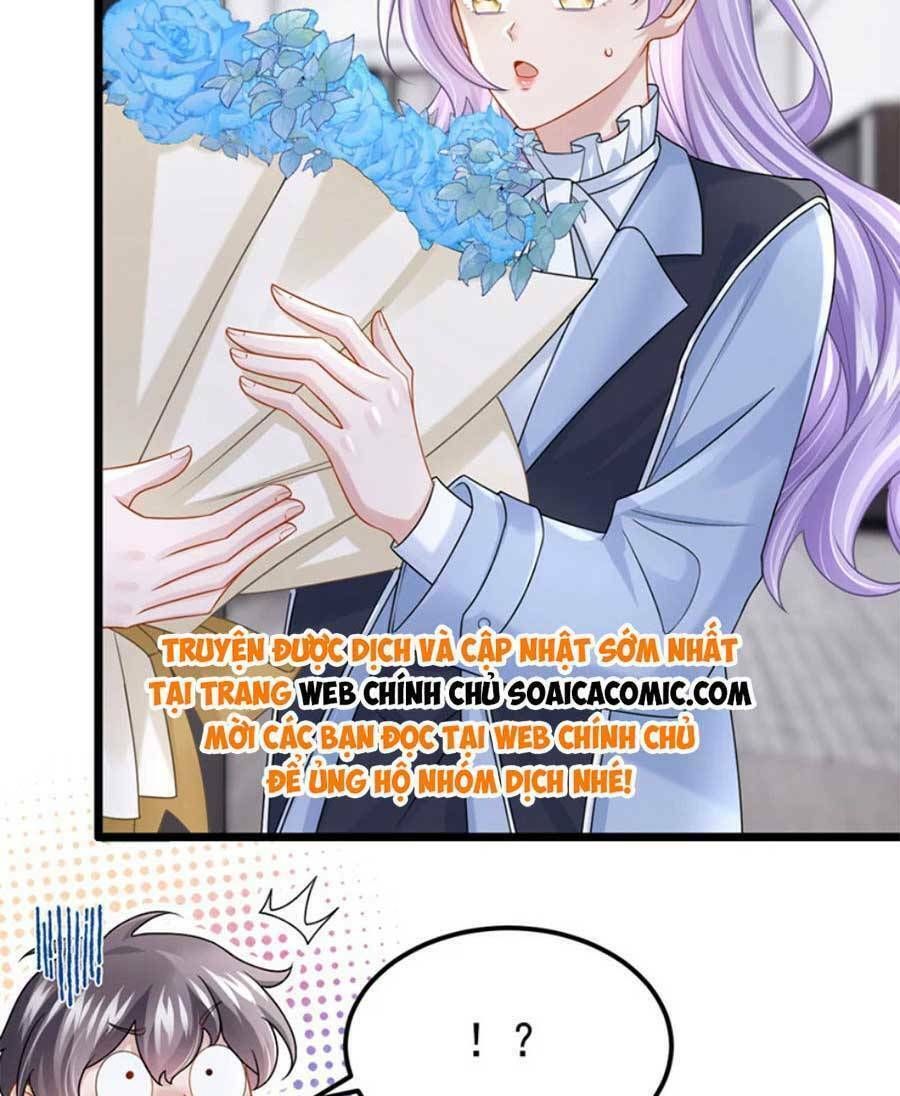 TRUYỆN ĐƯỢC DỊCH VÀ CẬP NHẬT SỚM NHẤT
TẠI TRANG WEB CHÍNH CHỦ SOAICACOMIC.COM
MỜI CÁC BẠN ĐỌC TẠI WEB CHÍNH CHỦ
ĐỂ ỦNG HỘ NHÓM DỊCH NHÉ!
! ?